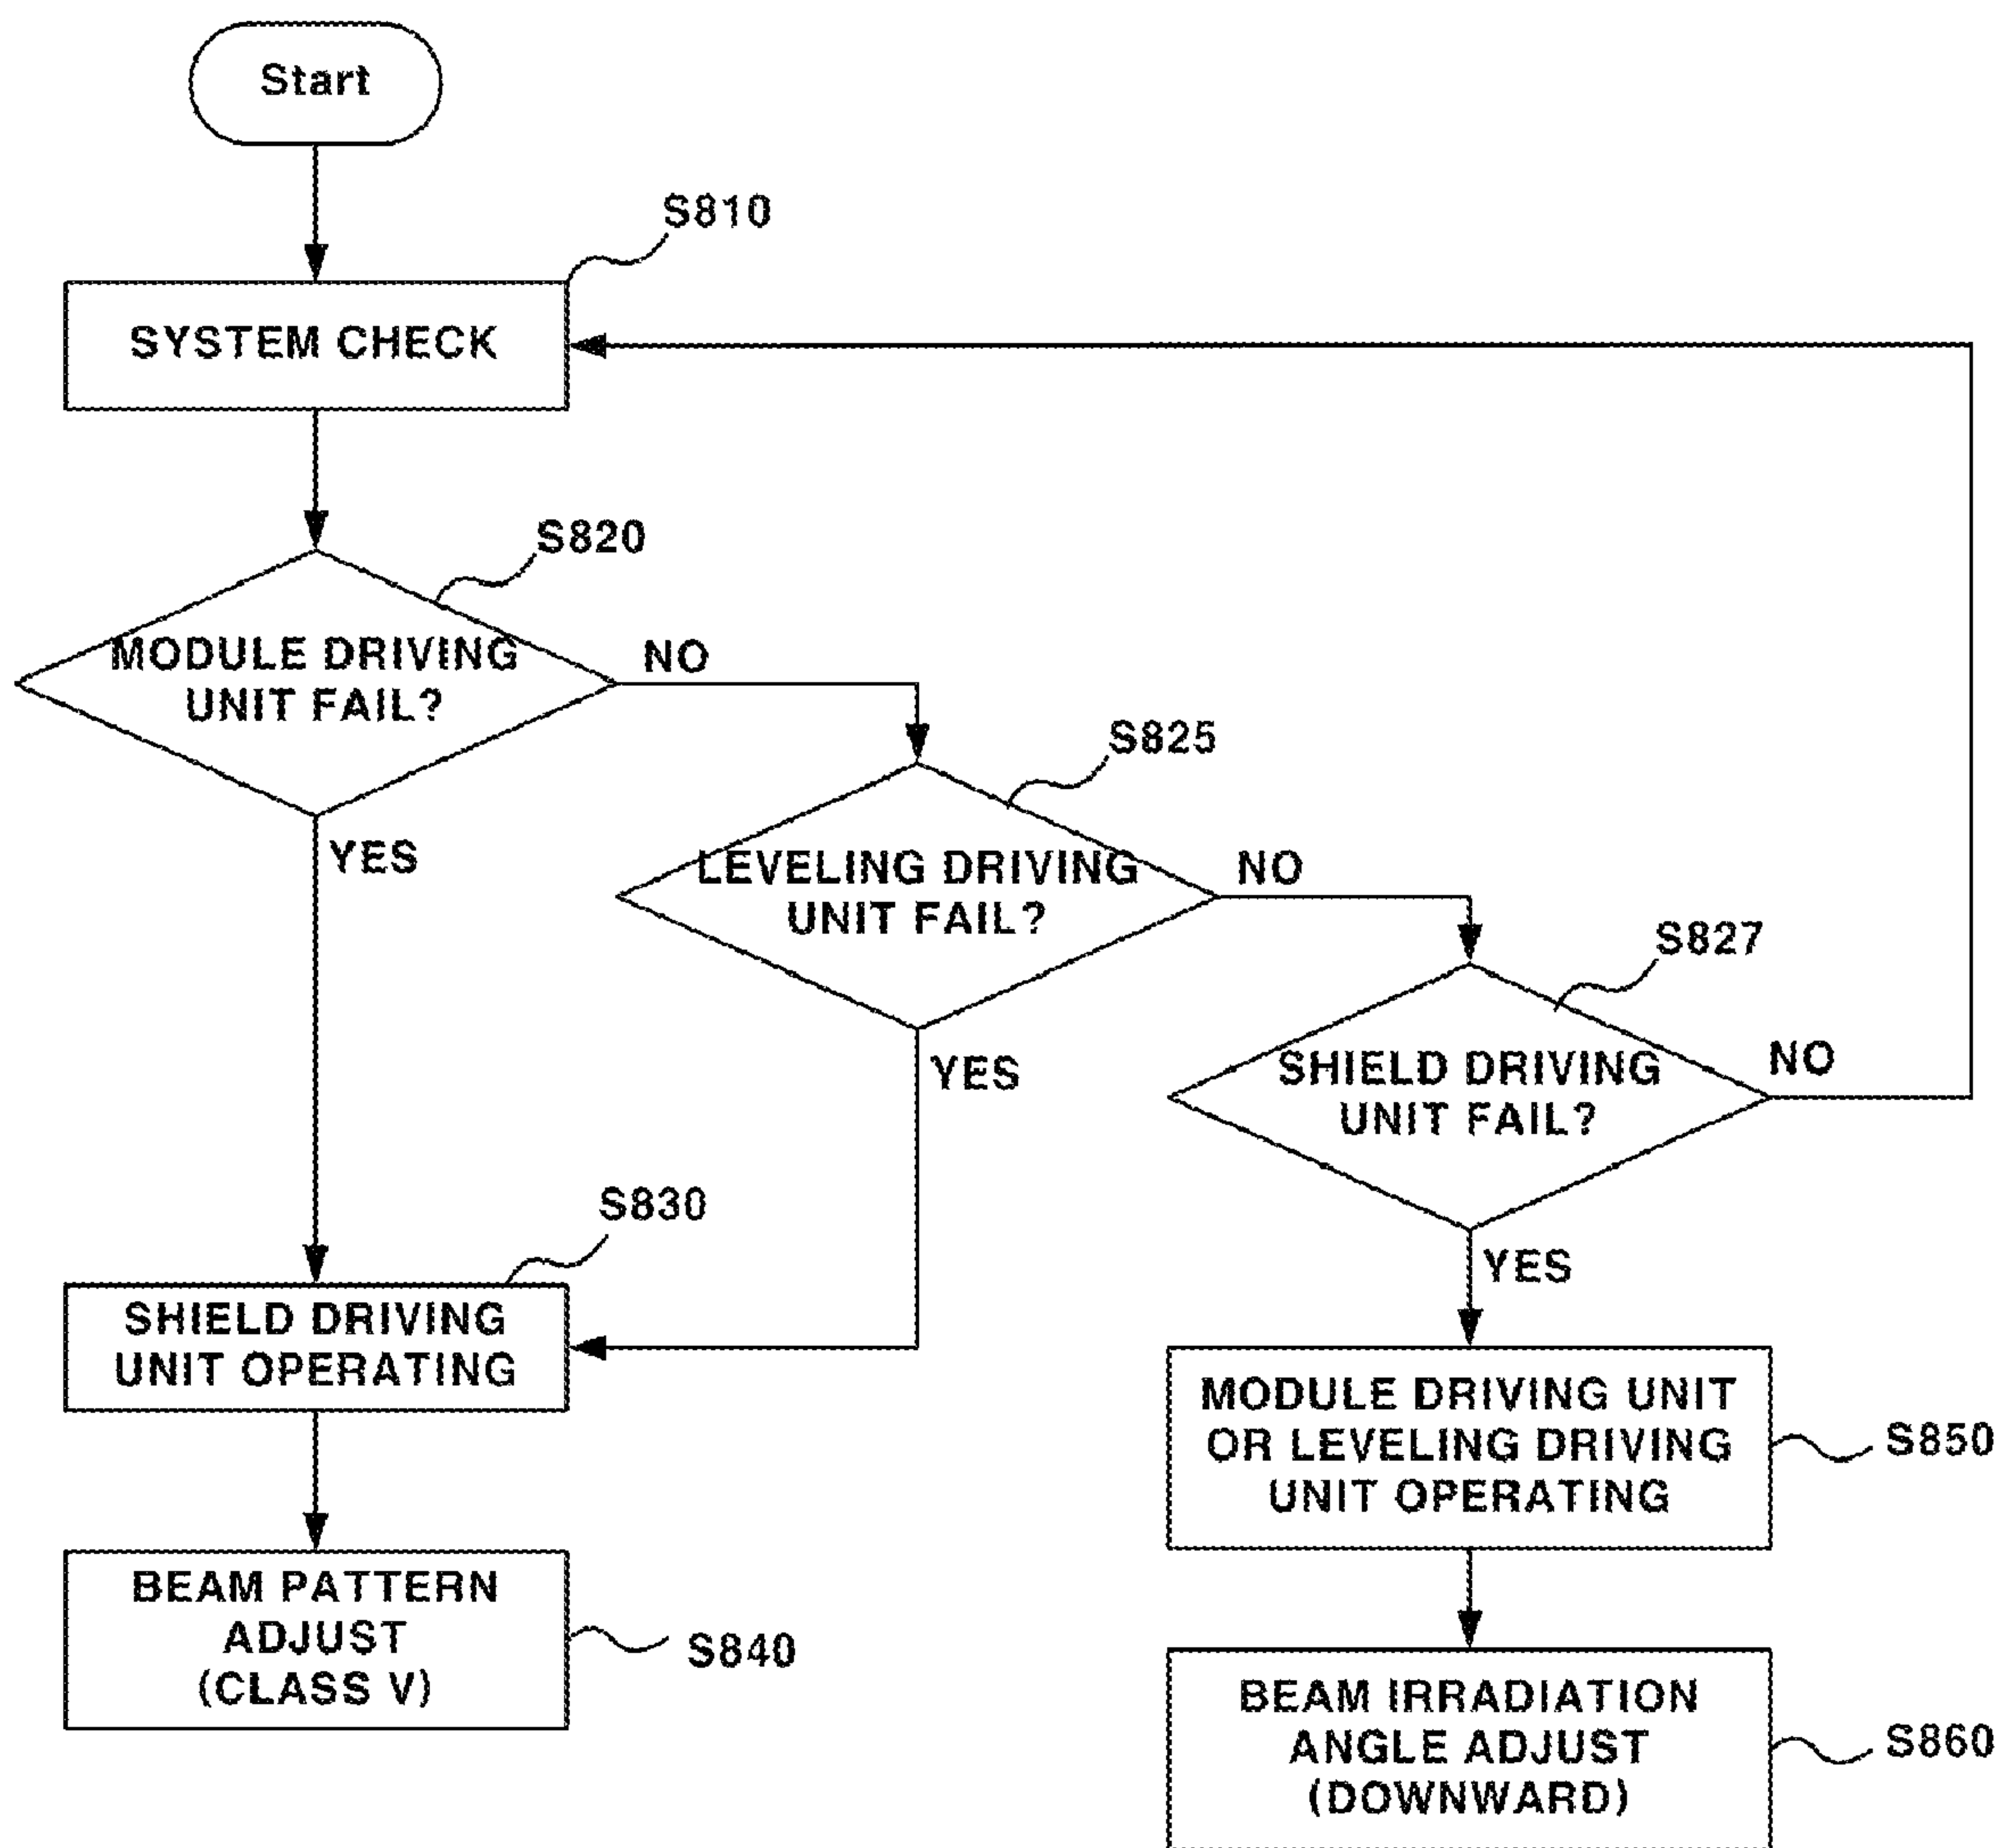 Start
S810
SYSTEM CHECK
S820
MODULE DRIVING
UNIT FAIL?
NO
YES
S825
LEVELING DRIVING
UNIT FAIL?
NO
YES
S827
SHIELD DRIVING
UNIT FAIL?
NO
YES
S830
SHIELD DRIVING
UNIT OPERATING
BEAM PATTERN
ADJUST
(CLASS V)
S840
MODULE DRIVING UNIT
OR LEVELING DRIVING
UNIT OPERATING
S850
BEAM IRRADIATION
ANGLE ADJUST
(DOWNWARD)
S860